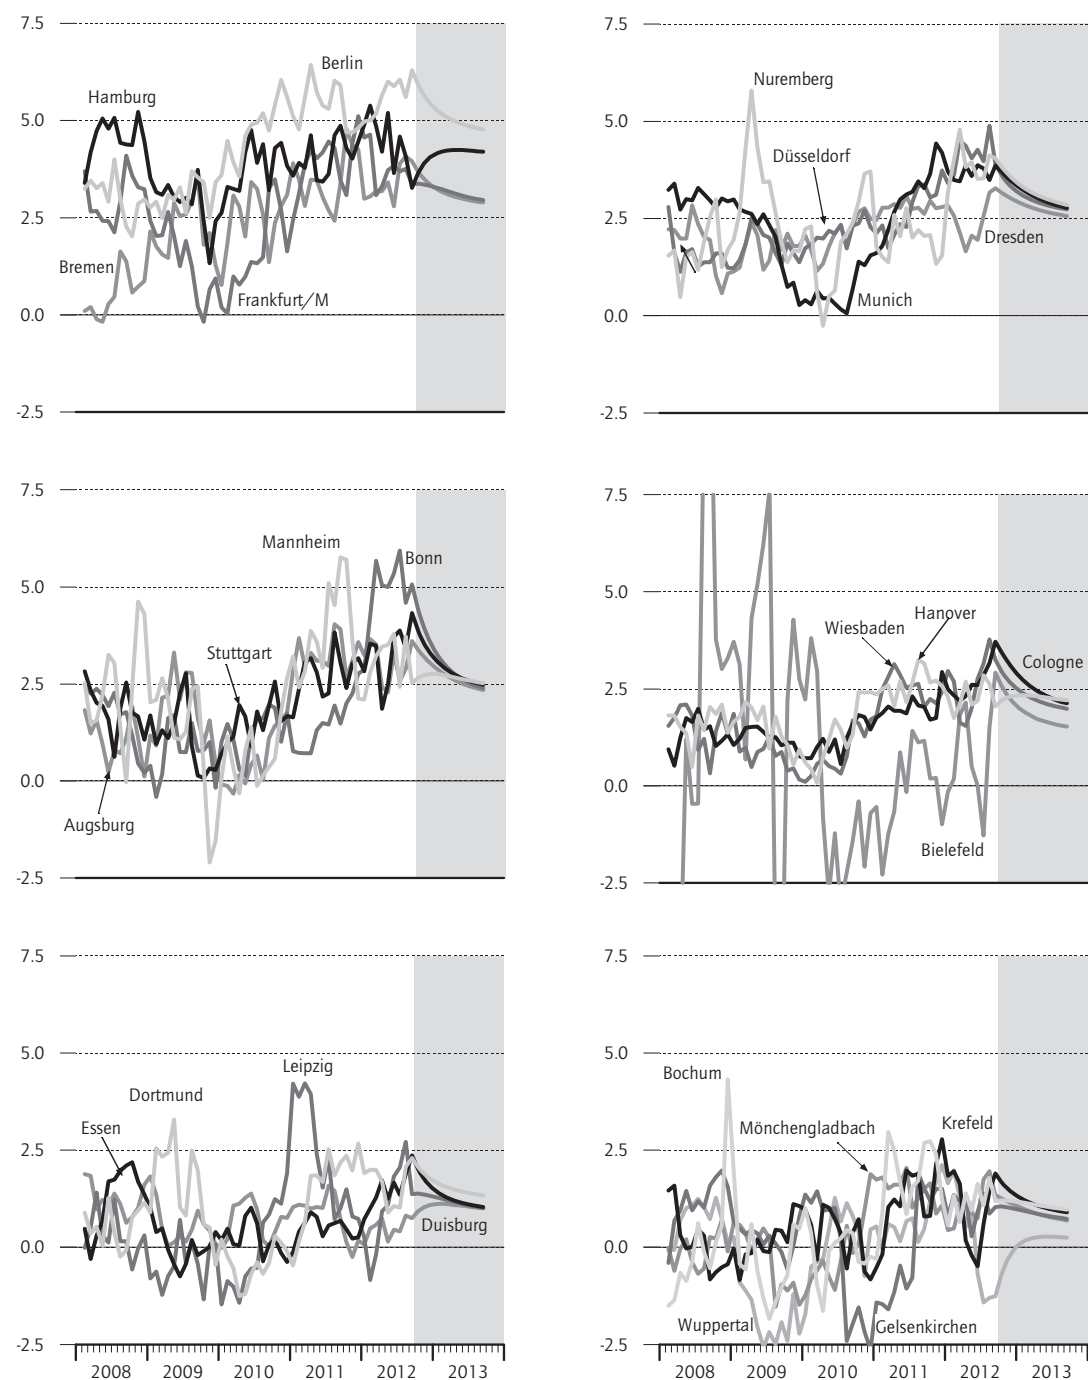 7.5
Berlin
Hamburg
5.0
2.5
Bremen
Frankfurt/M
0.0
-2.5
7.5
Nuremberg
5.0
Düsseldorf
2.5
Dresden
Munich
0.0
-2.5
7.5
Mannheim
Bonn
5.0
Stuttgart
2.5
0.0
Augsburg
-2.5
7.5
5.0
Hanover
Wiesbaden
Cologne
2.5
0.0
Bielefeld
-2.5
7.5
5.0
Leipzig
Dortmund
Essen
2.5
Duisburg
0.0
-2.5
2008 2009 2010 2011 2012 2013
7.5
5.0
Bochum
Krefeld
Mönchengladbach
2.5
0.0
Wuppertal
Gelsenkirchen
-2.5
2008 2009 2010 2011 2012 2013